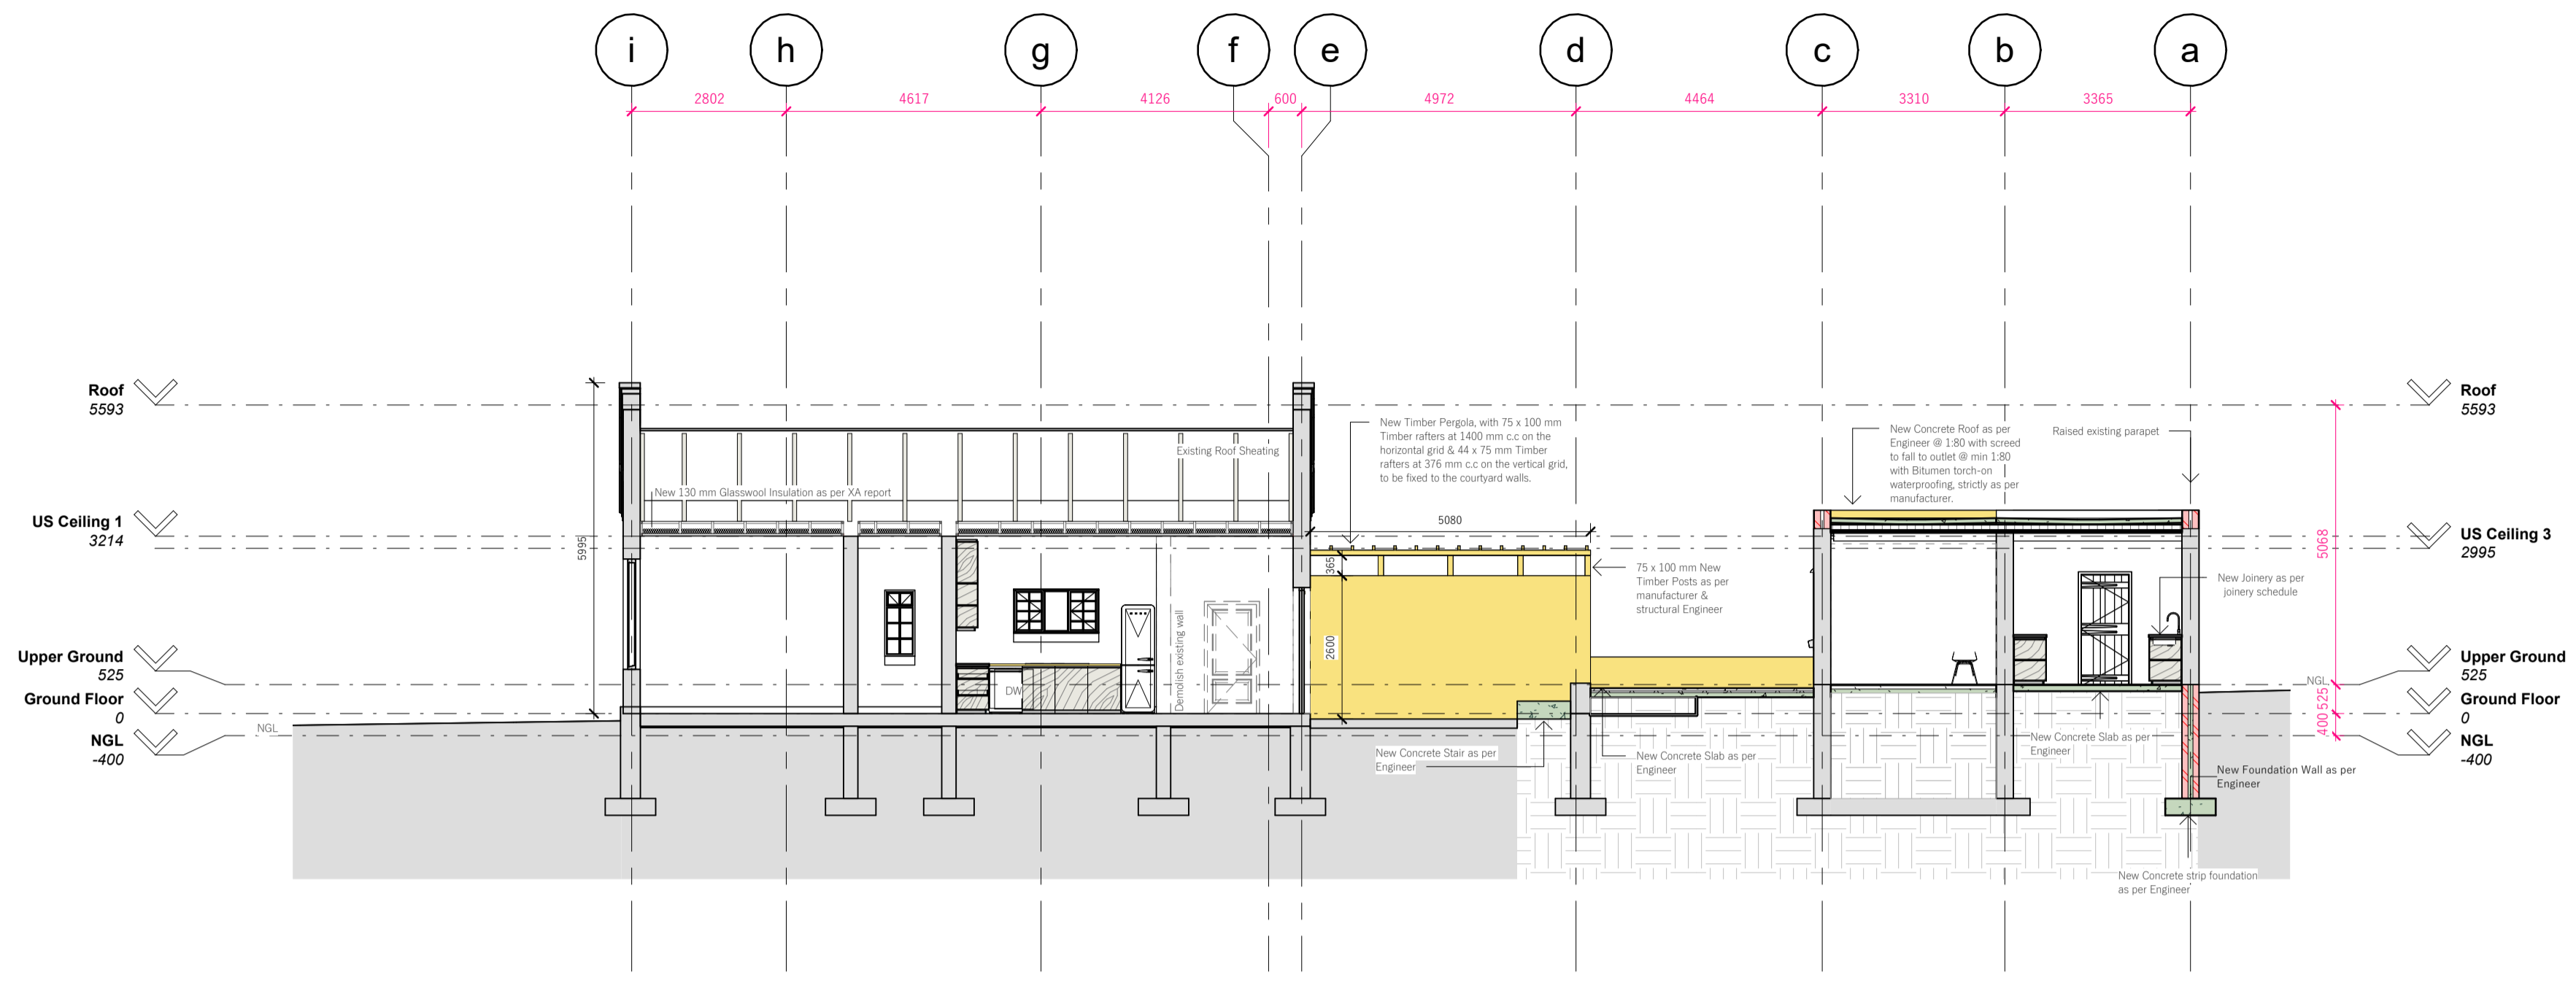 i
h
g
f
e
d
c
b
a
2802
4617
4126
600
4972
4464
3310
3365
Roof
5593
US Ceiling 1
3214
Upper Ground
525
Ground Floor
0
NGL
-400
NGL
5995
Existing Roof Sheating
New 130 mm Glasswool Insulation as per XA report
DW
Demolish existing wall
New Timber Pergola, with 75 x 100 mm
Timber rafters at 1400 mm c.c on the
horizontal grid & 44 x 75 mm Timber
rafters at 376 mm c.c on the vertical grid,
to be fixed to the courtyard walls.
5080
365
2600
75 x 100 mm New
Timber Posts as per
manufacturer &
structural Engineer
New Concrete Stair as per
Engineer
New Concrete Slab as per
Engineer
New Concrete Roof as per
Engineer @ 1:80 with screed
to fall to outlet @ min 1:80
with Bitumen torch-on
waterproofing, strictly as per
manufacturer.
Raised existing parapet
New Joinery as per
joinery schedule
New Concrete Slab as per
Engineer
New Foundation Wall as per
Engineer
New Concrete strip foundation
as per Engineer
NGL
5068
525
400
Roof
5593
US Ceiling 3
2995
Upper Ground
525
Ground Floor
0
NGL
-400